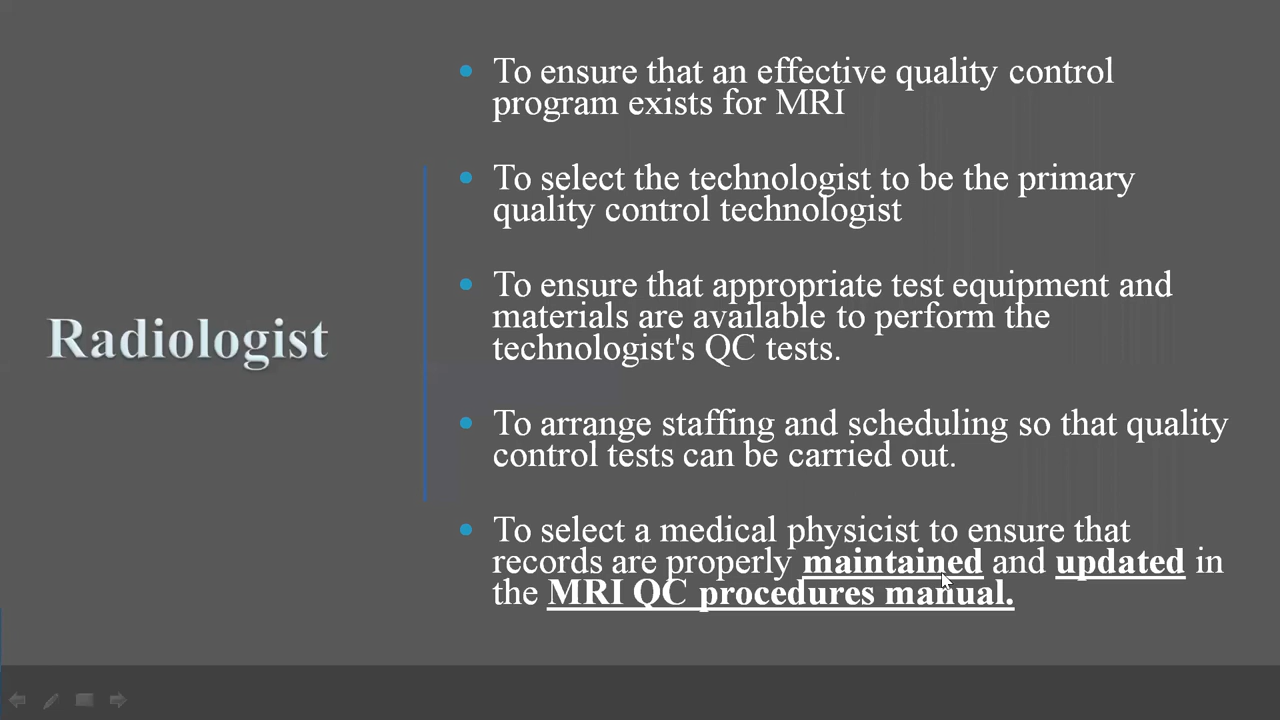 Radiologist
To ensure that an effective quality control
program exists for MRI
To select the technologist to be the primary
quality control technologist
To ensure that appropriate test equipment and
materials are available to perform the
technologist's QC tests.
To arrange staffing and scheduling so that quality
control tests can be carried out.
To select a medical physicist to ensure that
records are properly maintained and updated in
the MRI QC procedures manual.